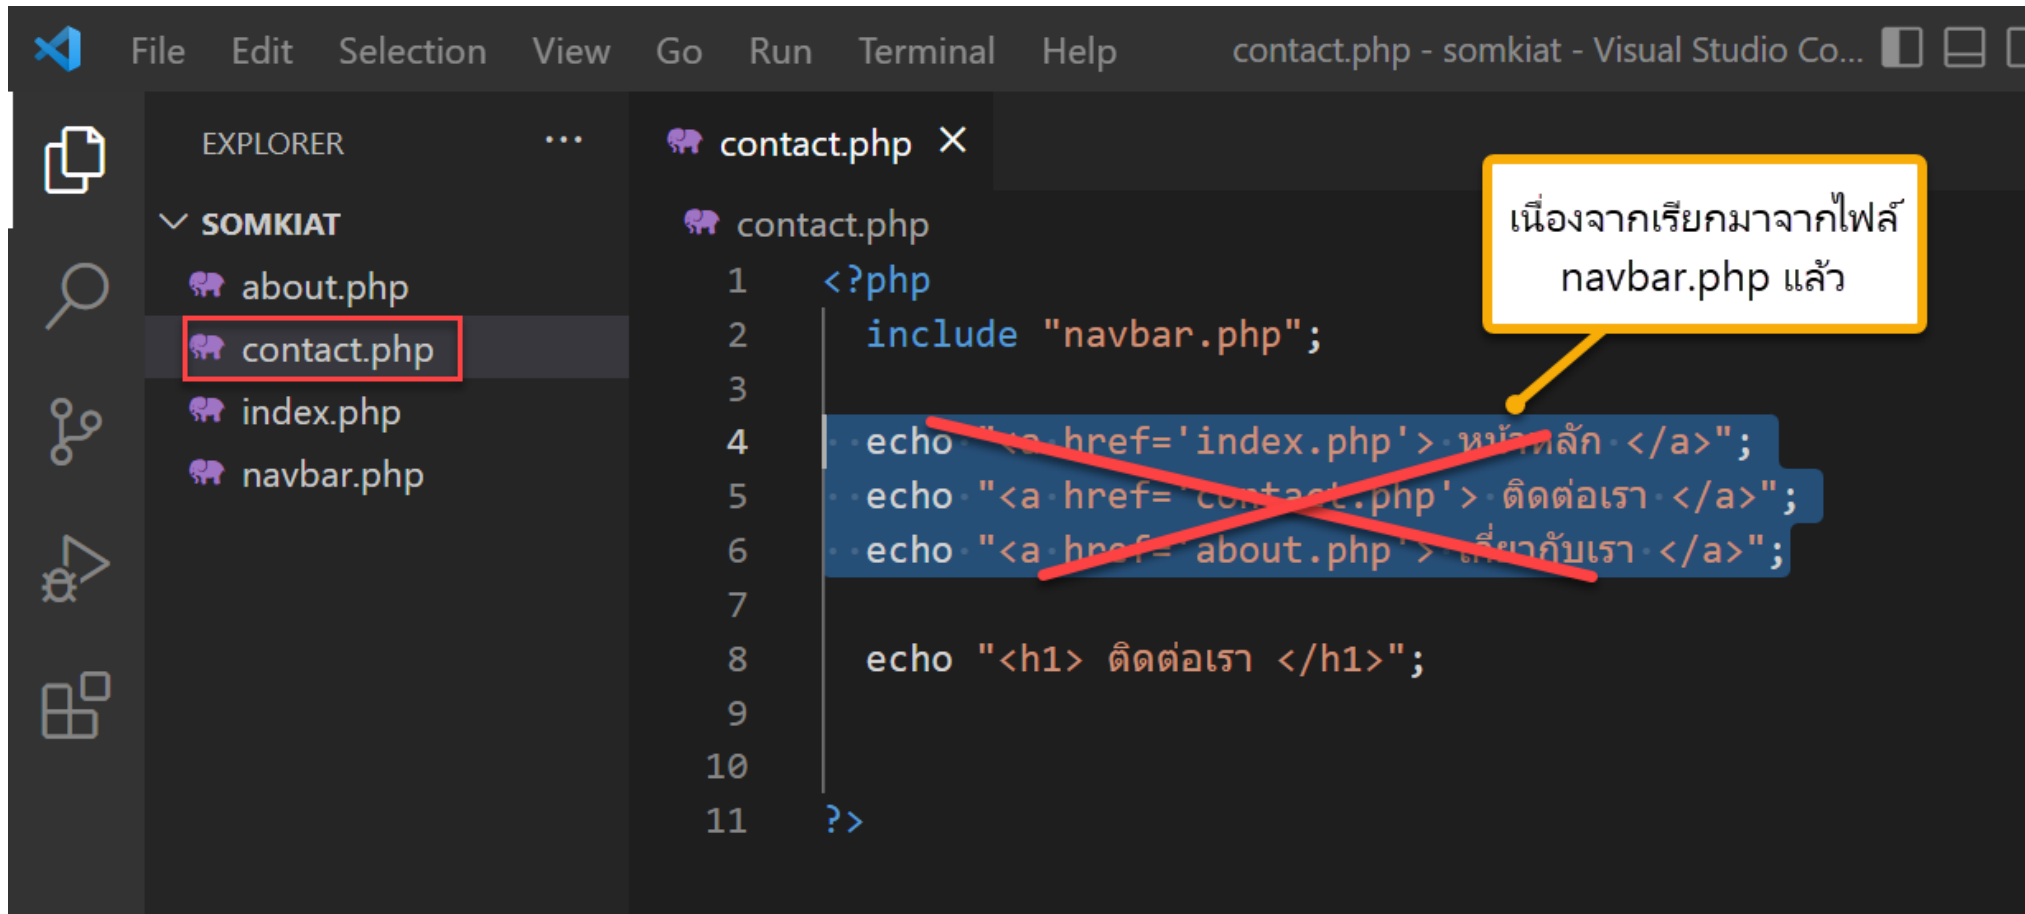 File Edit Selection View Go Run Terminal Help contact.php - somkiat - Visual Studio Co...
EXPLORER ...
SOMKIAT
about.php
contact.php
index.php
navbar.php
contact.php
contact.php
1 <?php
2 include "navbar.php";
3
4 echo "<a href='index.php'> หน้าหลัก </a>";
5 echo "<a href='contact.php'> ติดต่อเรา </a>";
6 echo "<a href='about.php'> เกี่ยวกับเรา </a>";
7
8 echo "<h1> ติดต่อเรา </h1>";
9
10
11 ?>
เนื่องจากเรียกมาจากไฟล์
navbar.php แล้ว